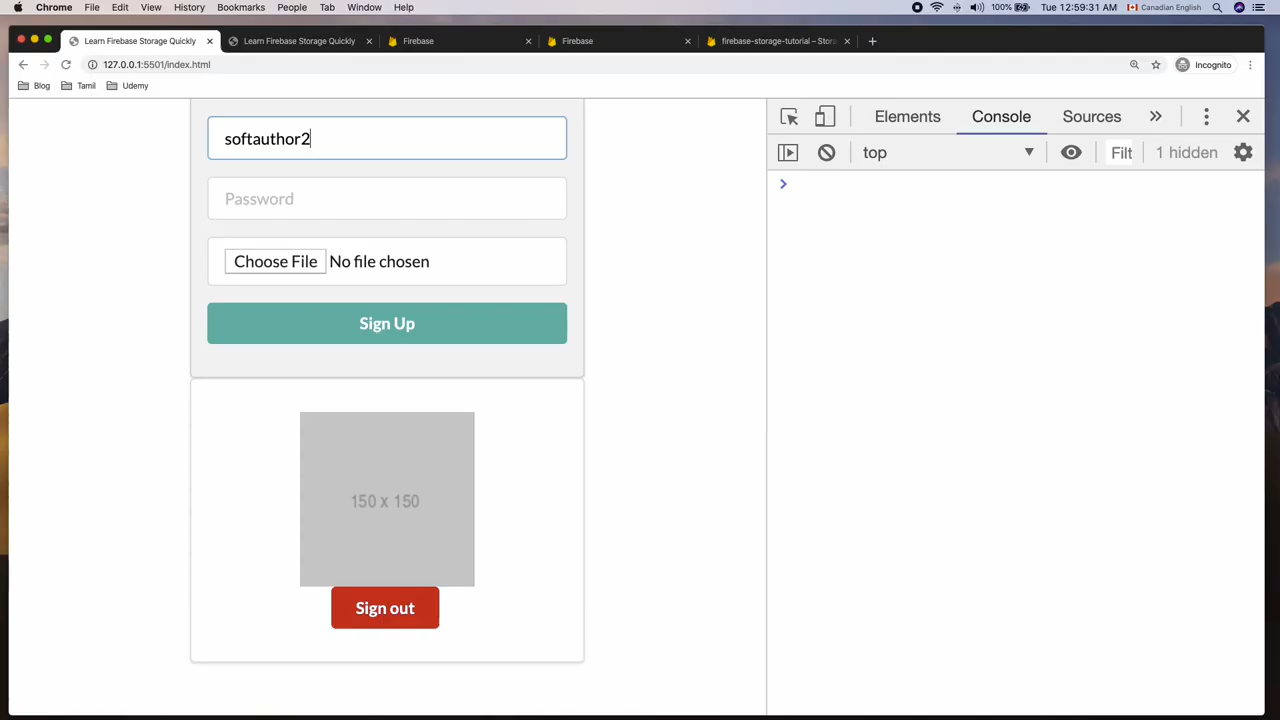 Chrome File Edit View History Bookmarks People Tab Window Help 100% Tue 12:59:31 AM Canadian English
Learn Firebase Storage Quickly × Learn Firebase Storage Quickly × Firebase × Firebase × firebase-storage-tutorial – Stora × +
127.0.0.1:5501/index.html Incognito
Blog Tamil Udemy
Elements Console Sources » ×
top ▼ Filt 1 hidden
>
softauthor2
Password
Choose File No file chosen
Sign Up
150 x 150
Sign out